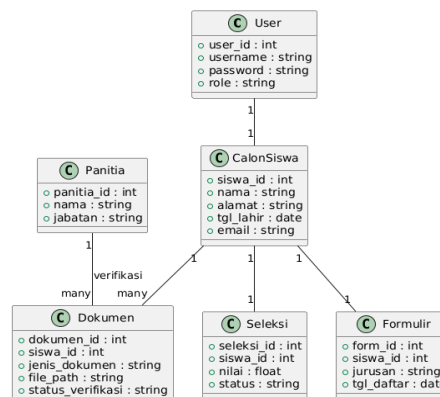 C User
user_id : int
username : string
password : string
role : string
1
1
C Panitia
panitia_id : int
nama : string
jabatan : string
C CalonSiswa
siswa_id : int
nama : string
alamat : string
tgl_lahir : date
email : string
1
verifikasi
many
1
many
1
1
1
1
C Dokumen
dokumen_id : int
siswa_id : int
jenis_dokumen : string
file_path : string
status_verifikasi : string
C Seleksi
seleksi_id : int
siswa_id : int
nilai : float
status : string
C Formulir
form_id : int
siswa_id : int
jurusan : string
tgl_daftar : dat